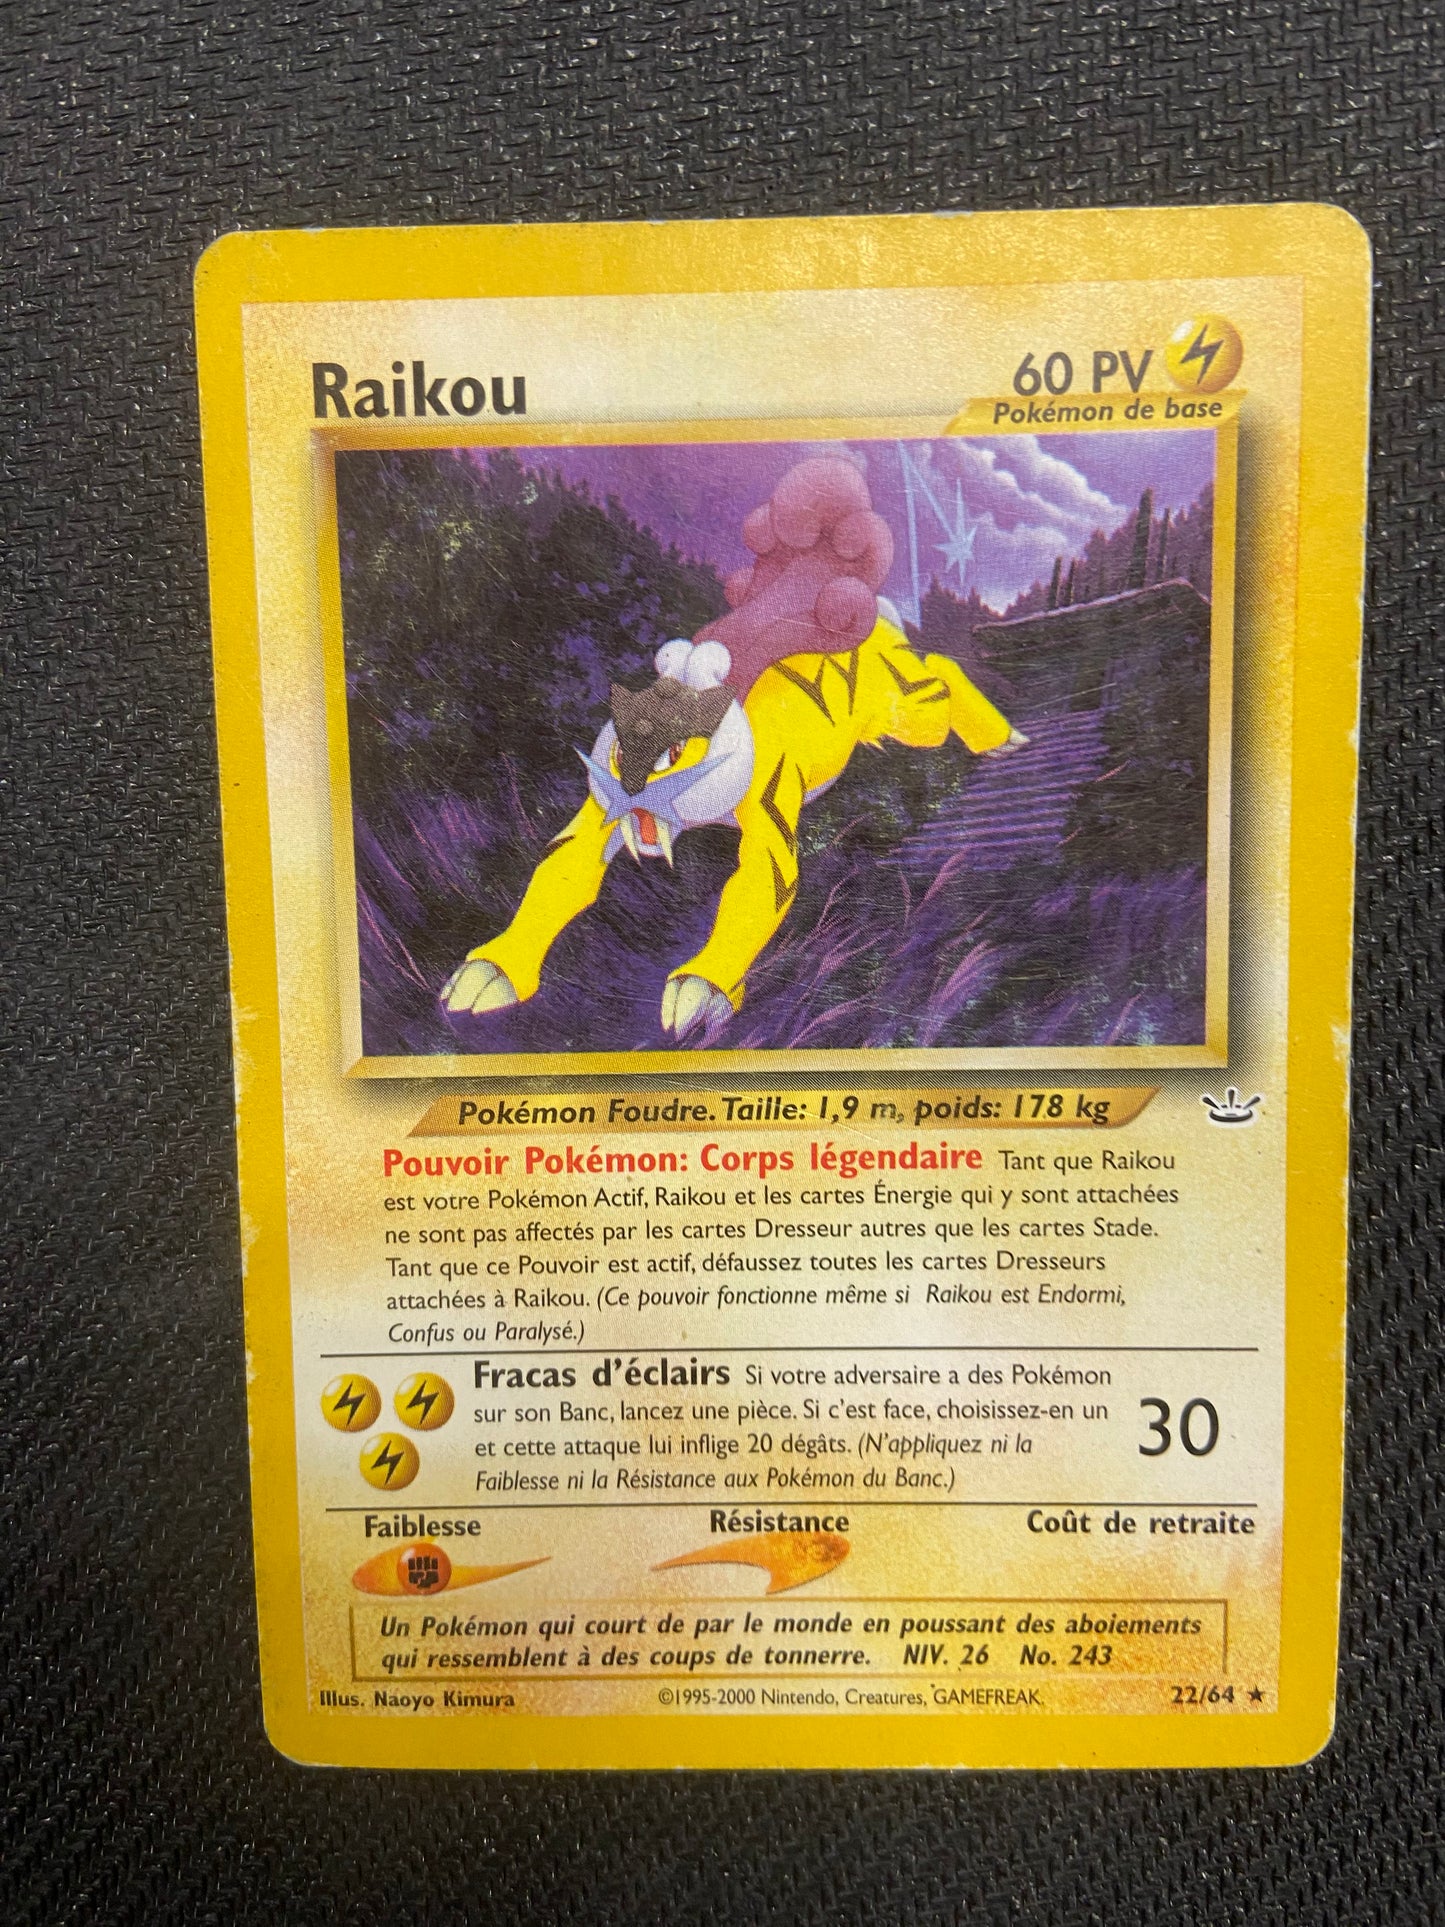 Raikou
60 PV
Pokémon de base
Pokémon Foudre. Taille: 1,9 m, poids: 178 kg
Pouvoir Pokémon: Corps légendaire Tant que Raikou
est votre Pokémon Actif, Raikou et les cartes Énergie qui y sont attachées
ne sont pas affectés par les cartes Dresseur autres que les cartes Stade.
Tant que ce Pouvoir est actif, défaussez toutes les cartes Dresseurs
attachées à Raikou. (Ce pouvoir fonctionne même si Raikou est Endormi,
Confus ou Paralysé.)
Fracas d'éclairs Si votre adversaire a des Pokémon
sur son Banc, lancez une pièce. Si c'est face, choisissez-en un
et cette attaque lui inflige 20 dégâts. (N'appliquez ni la
Faiblesse ni la Résistance aux Pokémon du Banc.)
30
Faiblesse Résistance Coût de retraite
Un Pokémon qui court de par le monde en poussant des aboiements
qui ressemblent à des coups de tonnerre. NIV. 26 No. 243
Illus. Naoyo Kimura ©1995-2000 Nintendo, Creatures, GAMEFREAK. 22/64 ★